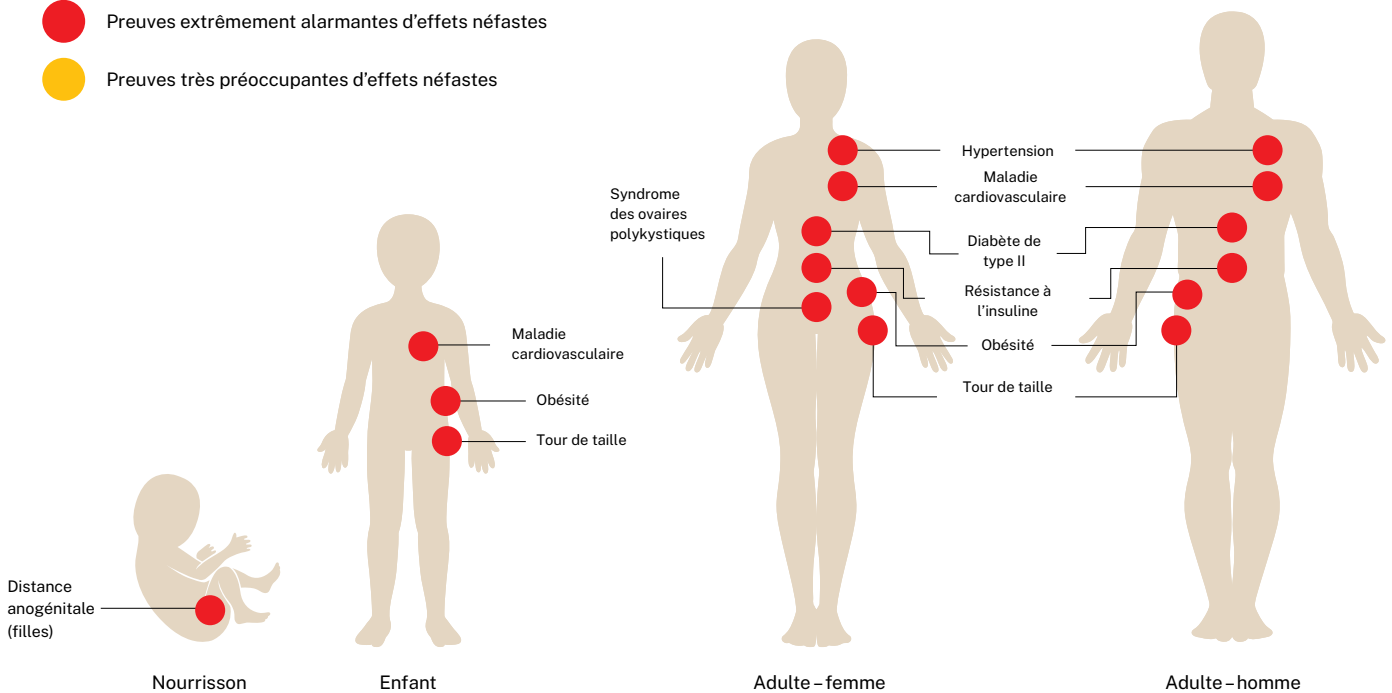 Preuves extrêmement alarmantes d’effets néfastes
Preuves très préoccupantes d’effets néfastes
Distance
anogénitale
(filles)
Nourrisson
Maladie
cardiovasculaire
Obésité
Tour de taille
Enfant
Syndrome
des ovaires
polykystiques
Adulte – femme
Hypertension
Maladie
cardiovasculaire
Diabète de
type II
Résistance à
l’insuline
Obésité
Tour de taille
Adulte – homme